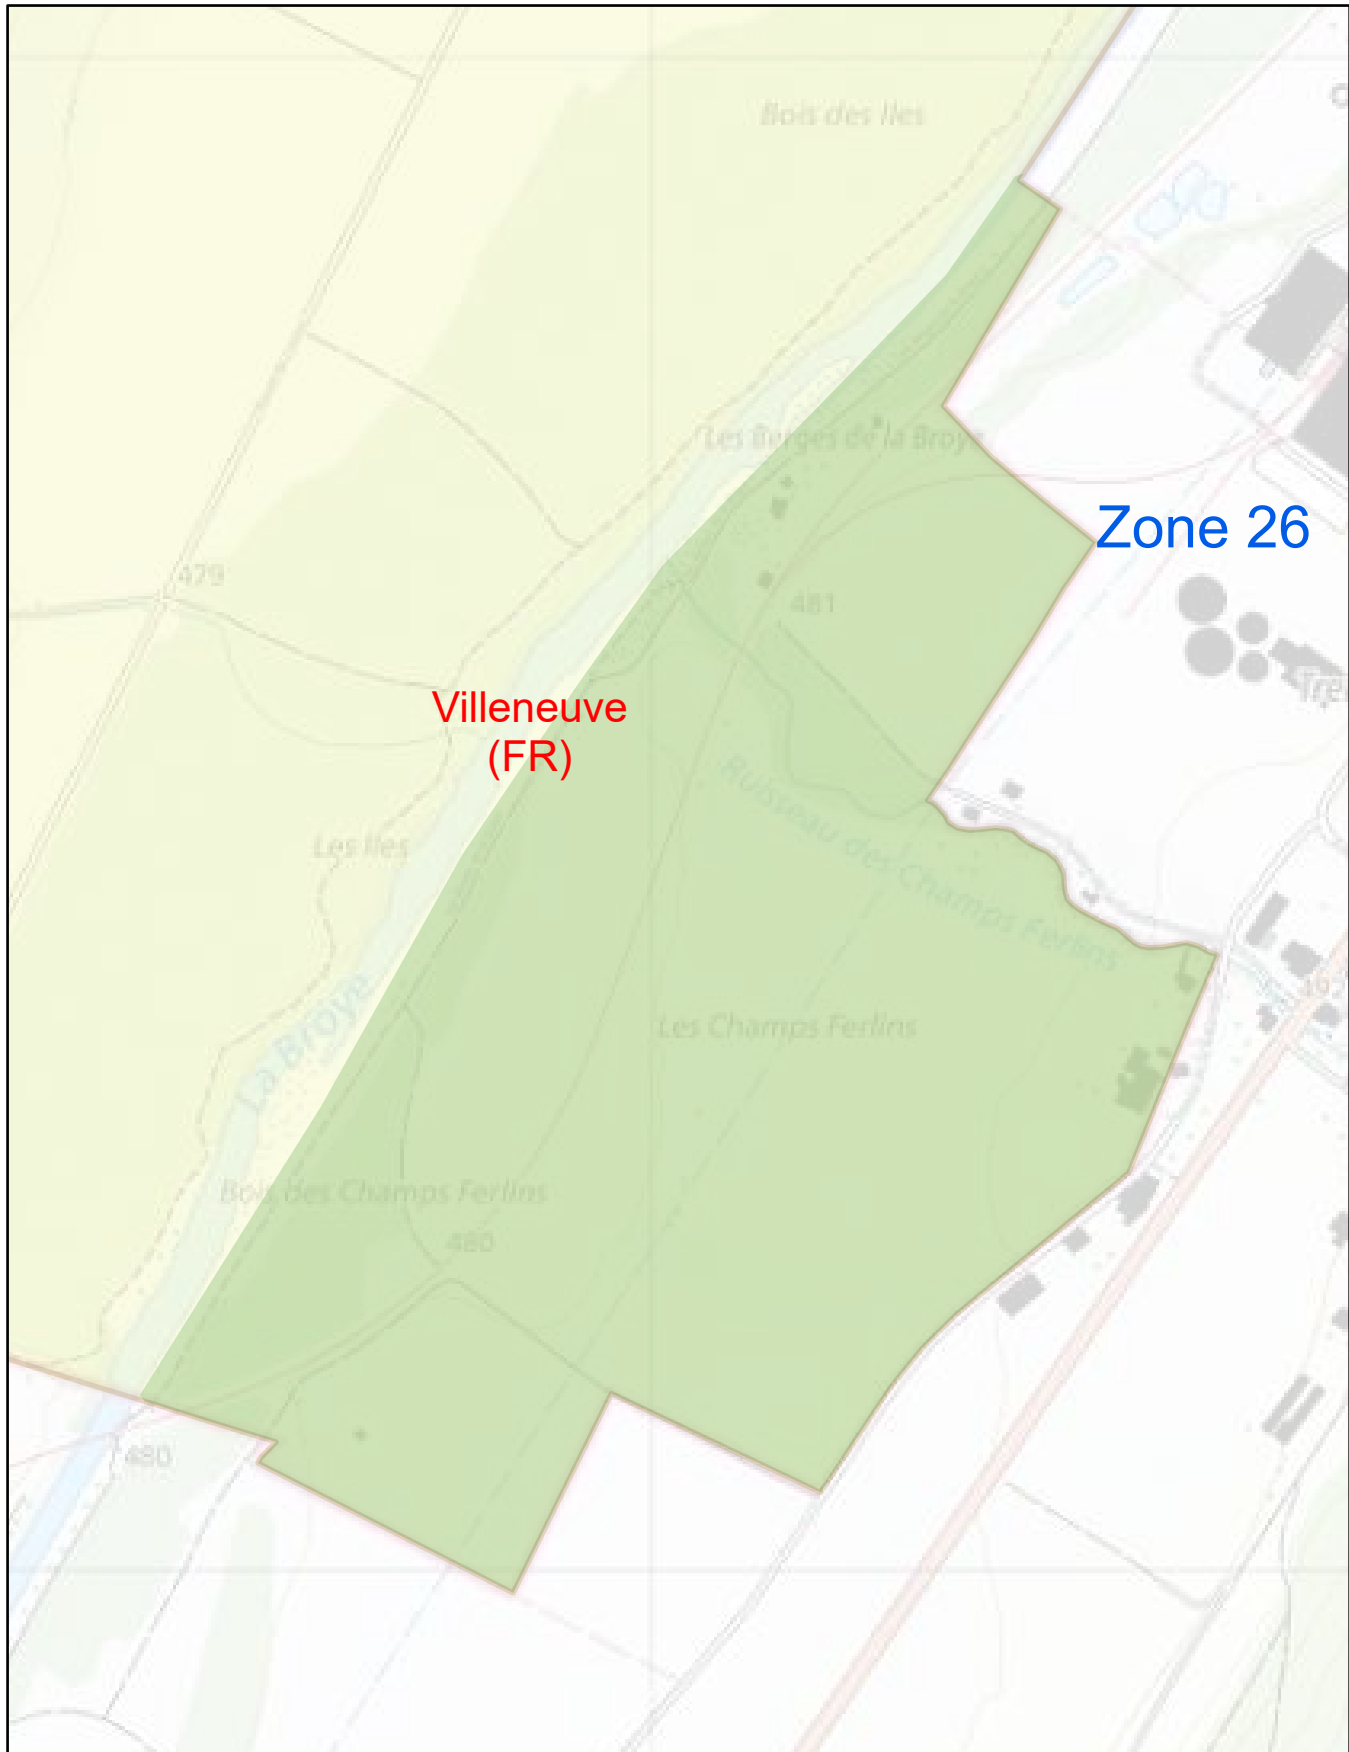 Bois des Iles
Les Berges de la Broye
Zone 26
479
481
Villeneuve
(FR)
Ruisseau des Champs Ferlins
Les Iles
La Broye
492
Les Champs Ferlins
Bois des Champs Ferlins
480
480